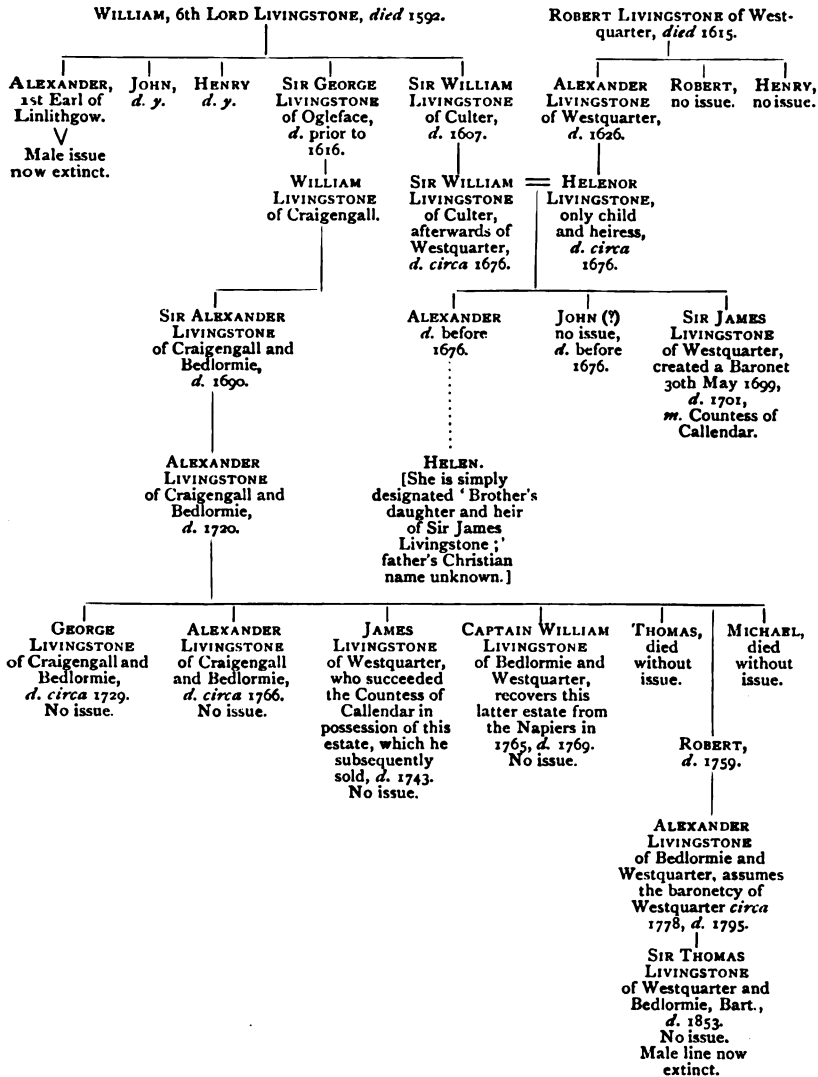 WILLIAM, 6th LORD LIVINGSTONE, died 1592.
ROBERT LIVINGSTONE of West-
quarter, died 1615.
ALEXANDER,
1st Earl of
Linlithgow.
Male issue
now extinct.
JOHN,
d. y.
HENRY
d. y.
SIR GEORGE
LIVINGSTONE
of Ogleface,
d. prior to
1616.
SIR WILLIAM
LIVINGSTONE
of Culter,
d. 1607.
ALEXANDER
LIVINGSTONE
of Westquarter,
d. 1626.
ROBERT,
no issue.
HENRY,
no issue.
WILLIAM
LIVINGSTONE
of Craigengall.
SIR WILLIAM
LIVINGSTONE
of Culter,
afterwards of
Westquarter,
d. circa 1676.
HELENOR
LIVINGSTONE,
only child
and heiress,
d. circa
1676.
SIR ALEXANDER
LIVINGSTONE
of Craigengall and
Bedlormie,
d. 1690.
ALEXANDER
d. before
1676.
JOHN (?)
no issue,
d. before
1676.
SIR JAMES
LIVINGSTONE
of Westquarter,
created a Baronet
30th May 1699,
d. 1701,
m. Countess of
Callendar.
ALEXANDER
LIVINGSTONE
of Craigengall and
Bedlormie,
d. 1720.
HELEN.
[She is simply
designated ‘ Brother's
daughter and heir
of Sir James
Livingstone ;’
father's Christian
name unknown.]
GEORGE
LIVINGSTONE
of Craigengall and
Bedlormie,
d. circa 1729.
No issue.
ALEXANDER
LIVINGSTONE
of Craigengall
and Bedlormie,
d. circa 1766.
No issue.
JAMES
LIVINGSTONE
of Westquarter,
who succeeded
the Countess of
Callendar in
possession of this
estate, which he
subsequently
sold, d. 1743.
No issue.
CAPTAIN WILLIAM
LIVINGSTONE
of Bedlormie and
Westquarter,
recovers this
latter estate from
the Napiers in
1765, d. 1769.
No issue.
THOMAS,
died
without
issue.
MICHAEL,
died
without
issue.
ROBERT,
d. 1759.
ALEXANDER
LIVINGSTONE
of Bedlormie and
Westquarter, assumes
the baronetcy of
Westquarter circa
1778, d. 1795.
SIR THOMAS
LIVINGSTONE
of Westquarter and
Bedlormie, Bart.,
d. 1853.
No issue.
Male line now
extinct.